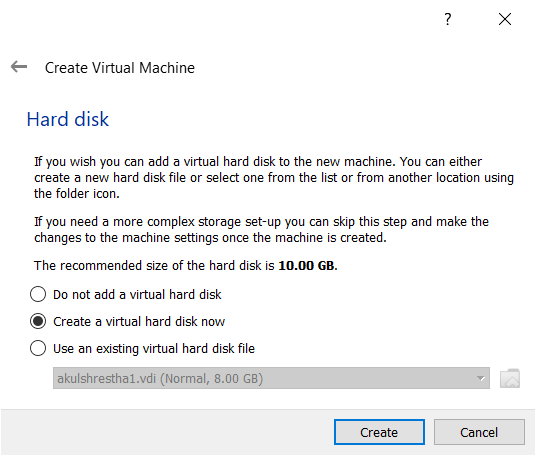 ?
Create Virtual Machine
Hard disk
If you wish you can add a virtual hard disk to the new machine. You can either
create a new hard disk file or select one from the list or from another location using
the folder icon.
If you need a more complex storage set-up you can skip this step and make the
changes to the machine settings once the machine is created.
The recommended size of the hard disk is 10.00 GB.
Do not add a virtual hard disk
Create a virtual hard disk now
Use an existing virtual hard disk file
akulshrestha1.vdi (Normal, 8.00 GB)
Create Cancel